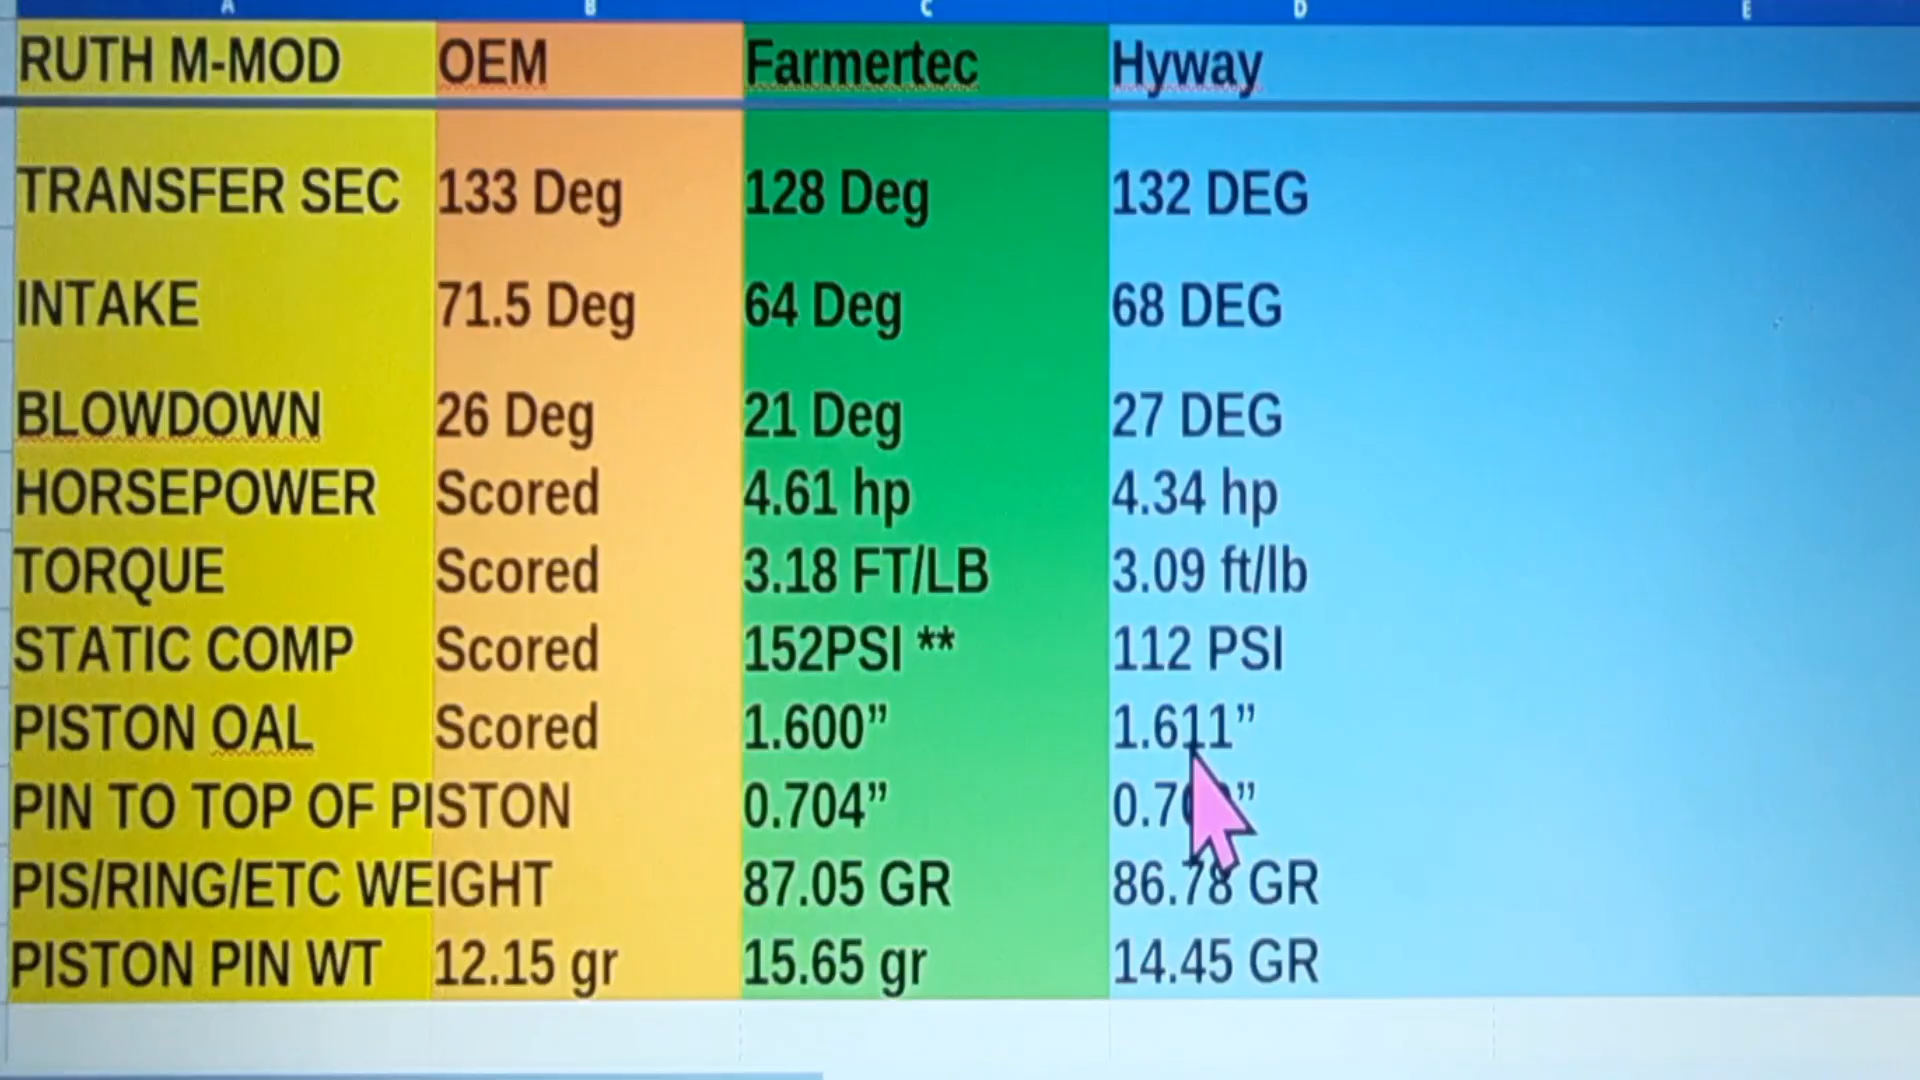 A B C D E
RUTH M-MOD OEM Farmertec Hyway
TRANSFER SEC 133 Deg 128 Deg 132 DEG
INTAKE 71.5 Deg 64 Deg 68 DEG
BLOWDOWN 26 Deg 21 Deg 27 DEG
HORSEPOWER Scored 4.61 hp 4.34 hp
TORQUE Scored 3.18 FT/LB 3.09 ft/lb
STATIC COMP Scored 152PSI ** 112 PSI
PISTON OAL Scored 1.600” 1.611”
PIN TO TOP OF PISTON 0.704”
PIS/RING/ETC WEIGHT 87.05 GR 86.78 GR
PISTON PIN WT 12.15 gr 15.65 gr 14.45 GR